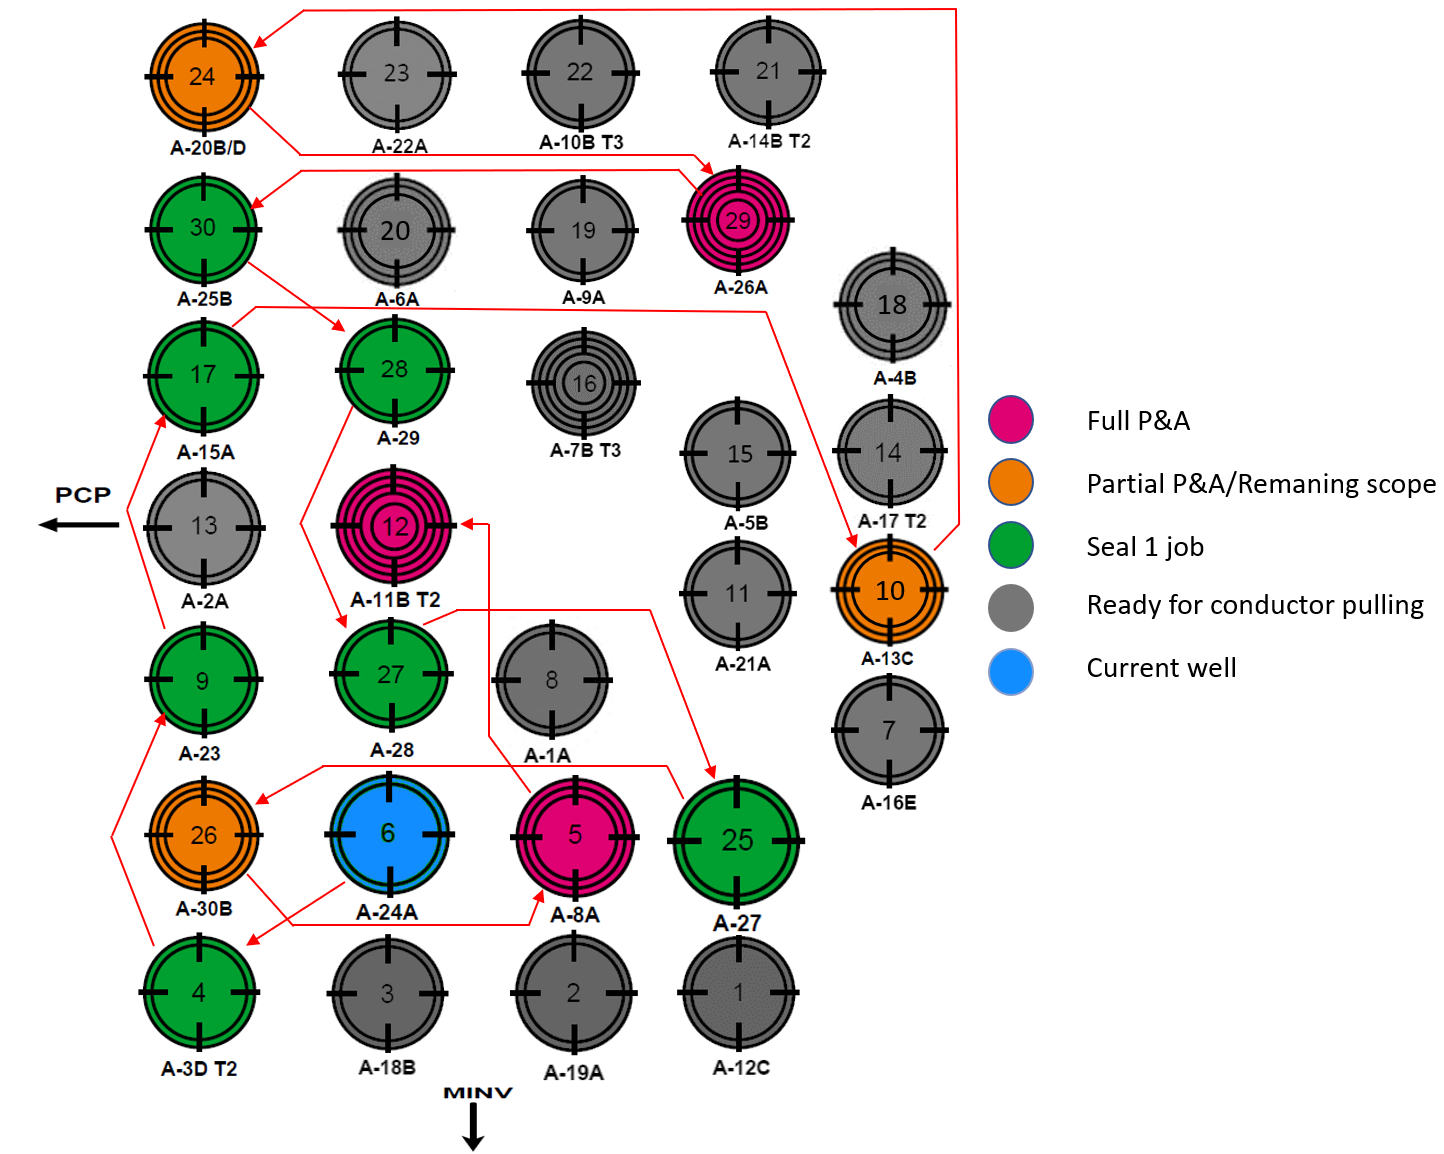 24
23
22
21
A-20B/D
A-22A
A-10B T3
A-14B T2
30
20
19
29
A-25B
A-6A
A-9A
A-26A
18
A-4B
17
28
16
A-15A
A-29
A-7B T3
15
14
A-5B
A-17 T2
PCP
13
12
A-2A
A-11B T2
11
10
A-21A
A-13C
9
27
8
7
A-23
A-28
A-1A
A-16E
26
6
5
25
A-30B
A-24A
A-8A
A-27
4
3
2
1
A-3D T2
A-18B
A-19A
A-12C
MINV
Full P&A
Partial P&A/Remaning scope
Seal 1 job
Ready for conductor pulling
Current well